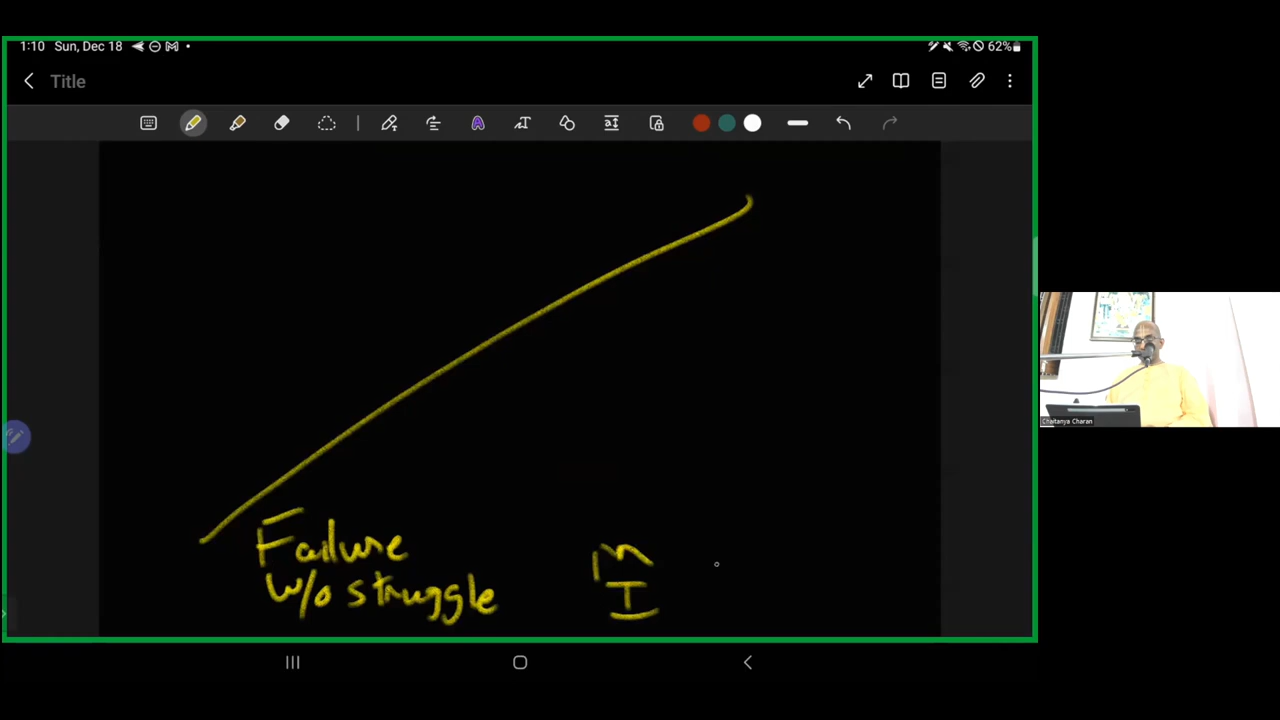 1:10 Sun, Dec 18
62%
Title
Failure
w/o struggle
M
I
Chaitanya Charan